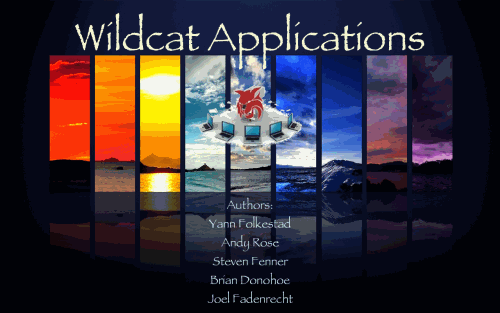 Wildcat Applications
Authors:
Yann Folkestad
Andy Rose
Steven Fenner
Brian Donohoe
Joel Fadenrecht